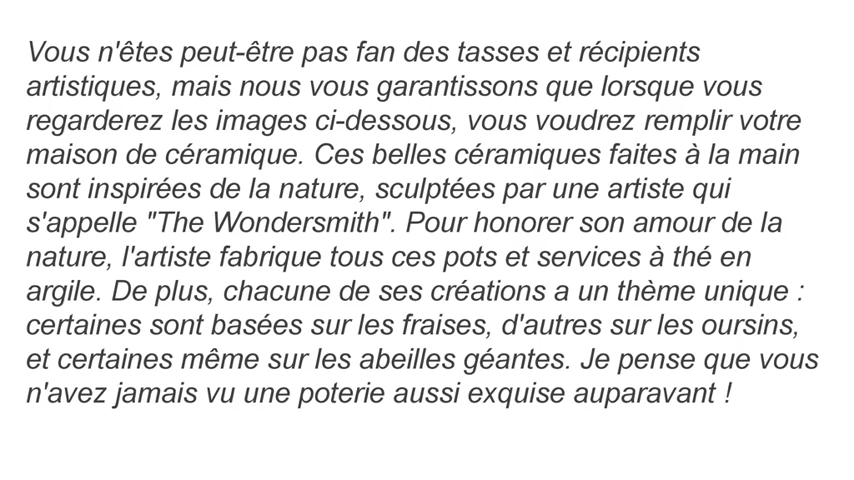 Vous n'êtes peut-être pas fan des tasses et récipients
artistiques, mais nous vous garantissons que lorsque vous
regarderez les images ci-dessous, vous voudrez remplir votre
maison de céramique. Ces belles céramiques faites à la main
sont inspirées de la nature, sculptées par une artiste qui
s'appelle "The Wondersmith". Pour honorer son amour de la
nature, l'artiste fabrique tous ces pots et services à thé en
argile. De plus, chacune de ses créations a un thème unique :
certaines sont basées sur les fraises, d'autres sur les oursins,
et certaines même sur les abeilles géantes. Je pense que vous
n'avez jamais vu une poterie aussi exquise auparavant !